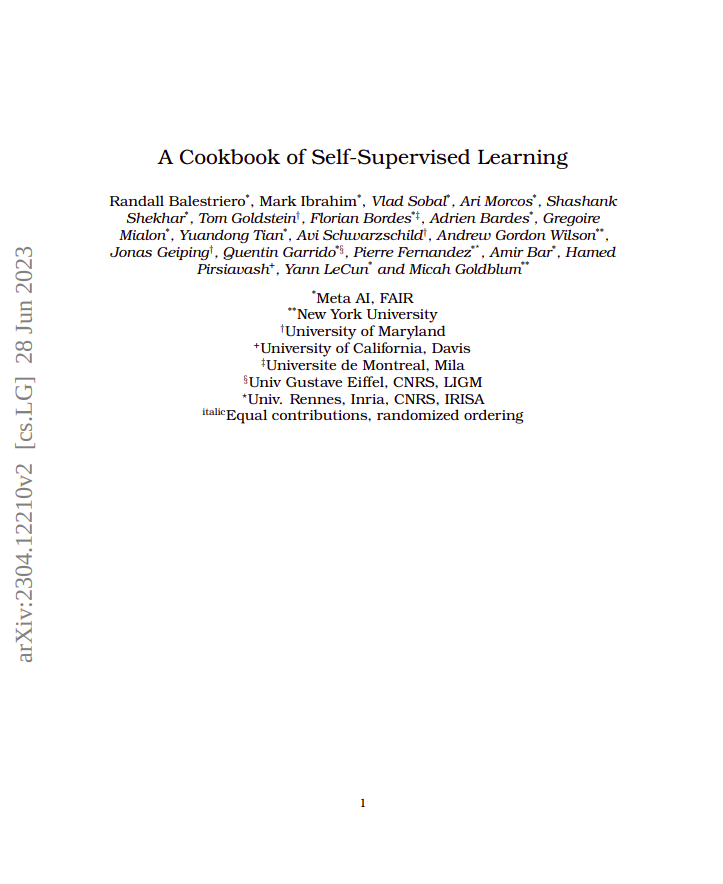 A Cookbook of Self-Supervised Learning
Randall Balestriero*, Mark Ibrahim*, Vlad Sobal*, Ari Morcos*, Shashank
Shekhar*, Tom Goldstein†, Florian Bordes*‡, Adrien Bardes*, Gregoire
Mialon*, Yuandong Tian*, Avi Schwarzschild†, Andrew Gordon Wilson**,
Jonas Geiping†, Quentin Garrido*§, Pierre Fernandez*⋆, Amir Bar*, Hamed
Pirsiavash+, Yann LeCun* and Micah Goldblum**
*Meta AI, FAIR
**New York University
†University of Maryland
+University of California, Davis
‡Universite de Montreal, Mila
§Univ Gustave Eiffel, CNRS, LIGM
⋆Univ. Rennes, Inria, CNRS, IRISA
italicEqual contributions, randomized ordering
arXiv:2304.12210v2 [cs.LG] 28 Jun 2023
1